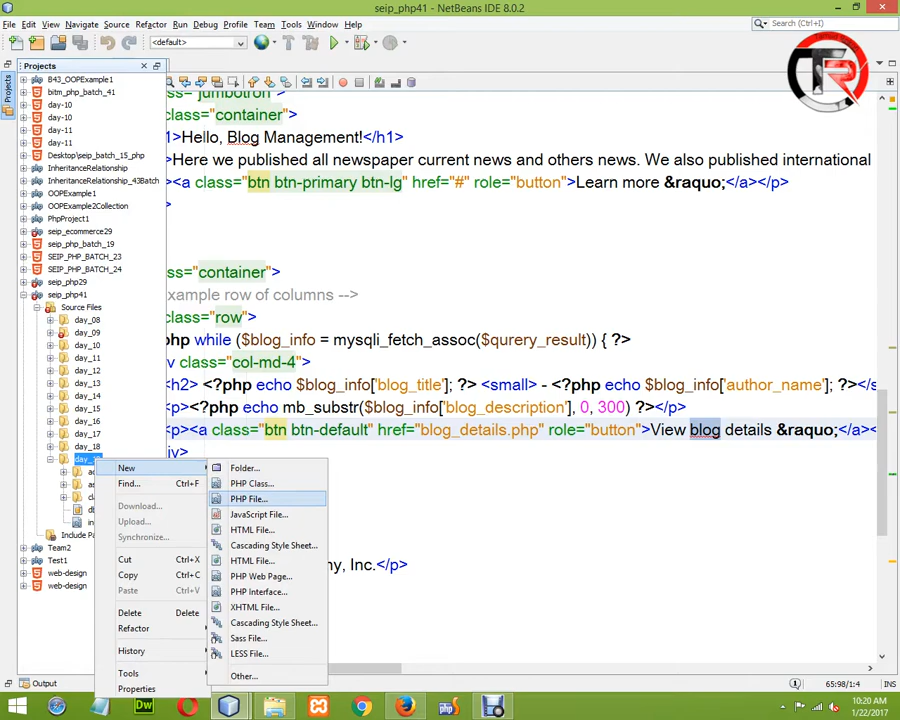 seip_php41 - NetBeans IDE 8.0.2
File Edit View Navigate Source Refactor Run Debug Profile Team Tools Window Help
Search (Ctrl+I)
<default>
Projects
Projects
B43_OOPExample1
bitm_php_batch_41
day-10
day-10
day-11
day-11
Desktop\seip_batch_15_php
InheritanceRelationship
InheritanceRelationship_43Batch
OOPExample1
OOPExample2Collection
PhpProject1
seip_ecommerce29
seip_php_batch_19
SEIP_PHP_BATCH_23
SEIP_PHP_BATCH_24
seip_php29
seip_php41
Source Files
day_08
day_09
day_10
day_11
day_12
day_13
day_14
day_15
day_16
day_17
day_18
day_
Include Pa
Team2
Test1
web-design
web-design
class="container">
1>Hello, Blog Management!</h1>
>Here we published all newspaper current news and others news. We also published international
><a class="btn btn-primary btn-lg" href="#" role="button">Learn more &raquo;</a></p>
>
ss="container">
xample row of columns -->
class="row">
php while ($blog_info = mysqli_fetch_assoc($qurery_result)) { ?>
v class="col-md-4">
<h2> <?php echo $blog_info['blog_title']; ?> <small> - <?php echo $blog_info['author_name']; ?></s
<p><?php echo mb_substr($blog_info['blog_description'], 0, 300) ?></p>
<p><a class="btn btn-default" href="blog_details.php" role="button">View blog details &raquo;</a><
iv>
ny, Inc.</p>
New
Find... Ctrl+F
Download...
Upload...
Synchronize...
Cut Ctrl+X
Copy Ctrl+C
Paste Ctrl+V
Delete Delete
Refactor
History
Tools
Properties
Folder...
PHP Class...
PHP File...
JavaScript File...
HTML File...
Cascading Style Sheet...
HTML File...
PHP Web Page...
PHP Interface...
XHTML File...
Cascading Style Sheet...
Sass File...
LESS File...
Other...
Output
65:98/1:4 INS
Dw
php
10:20 AM
1/22/2017